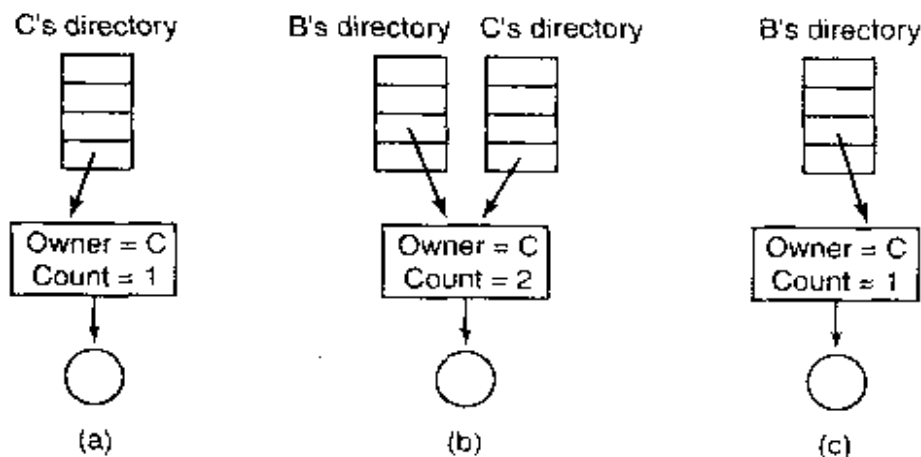 C's directory
B's directory
C's directory
B's directory
Owner = C
Count = 1
Owner = C
Count = 2
Owner = C
Count = 1
(a)
(b)
(c)